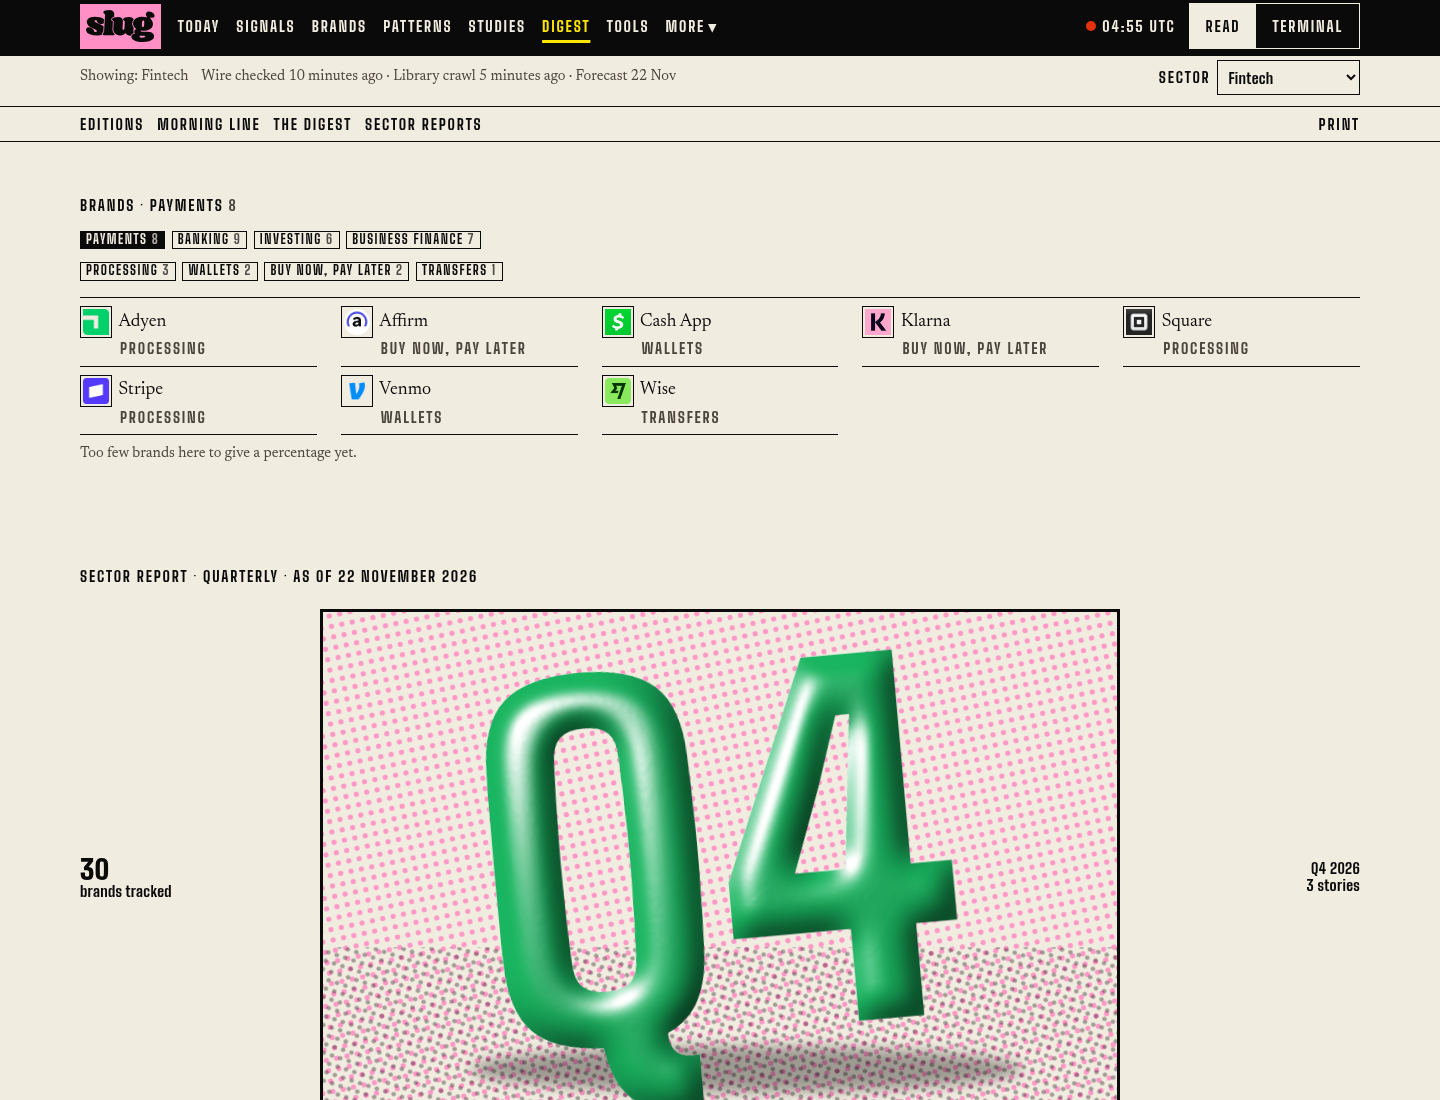 slug TODAY SIGNALS BRANDS PATTERNS STUDIES DIGEST TOOLS MORE ▾ 04:55 UTC READ TERMINAL
Showing: Fintech Wire checked 10 minutes ago · Library crawl 5 minutes ago · Forecast 22 Nov SECTOR Fintech
EDITIONS MORNING LINE THE DIGEST SECTOR REPORTS PRINT
BRANDS · PAYMENTS 8
PAYMENTS 8 BANKING 9 INVESTING 6 BUSINESS FINANCE 7
PROCESSING 3 WALLETS 2 BUY NOW, PAY LATER 2 TRANSFERS 1
Adyen Affirm Cash App Klarna Square
PROCESSING BUY NOW, PAY LATER WALLETS BUY NOW, PAY LATER PROCESSING
Stripe Venmo Wise
PROCESSING WALLETS TRANSFERS
Too few brands here to give a percentage yet.
SECTOR REPORT · QUARTERLY · AS OF 22 NOVEMBER 2026
Q4
30
brands tracked
Q4 2026
3 stories